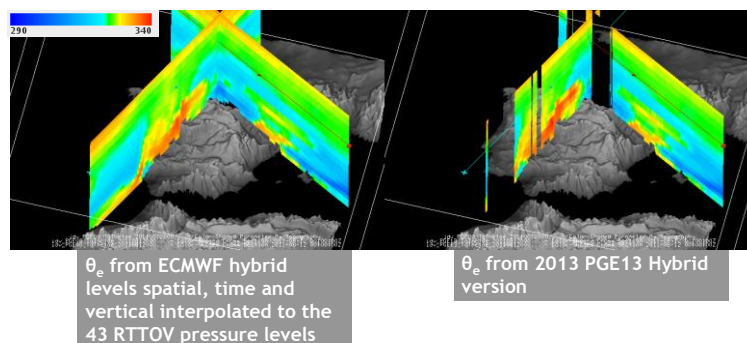 290 340
θe from ECMWF hybrid
levels spatial, time and
vertical interpolated to the
43 RTTOV pressure levels
θe from 2013 PGE13 Hybrid
version